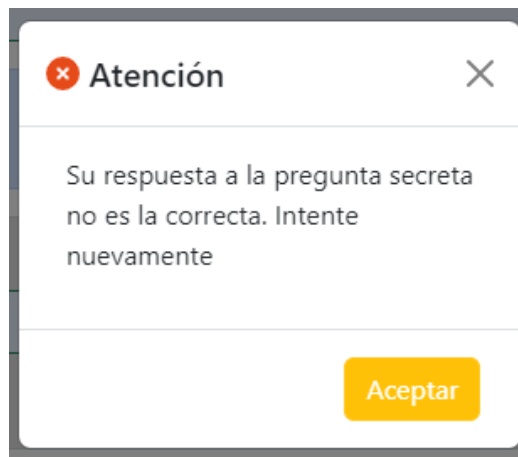 Atención
Su respuesta a la pregunta secreta
no es la correcta. Intente
nuevamente
Aceptar